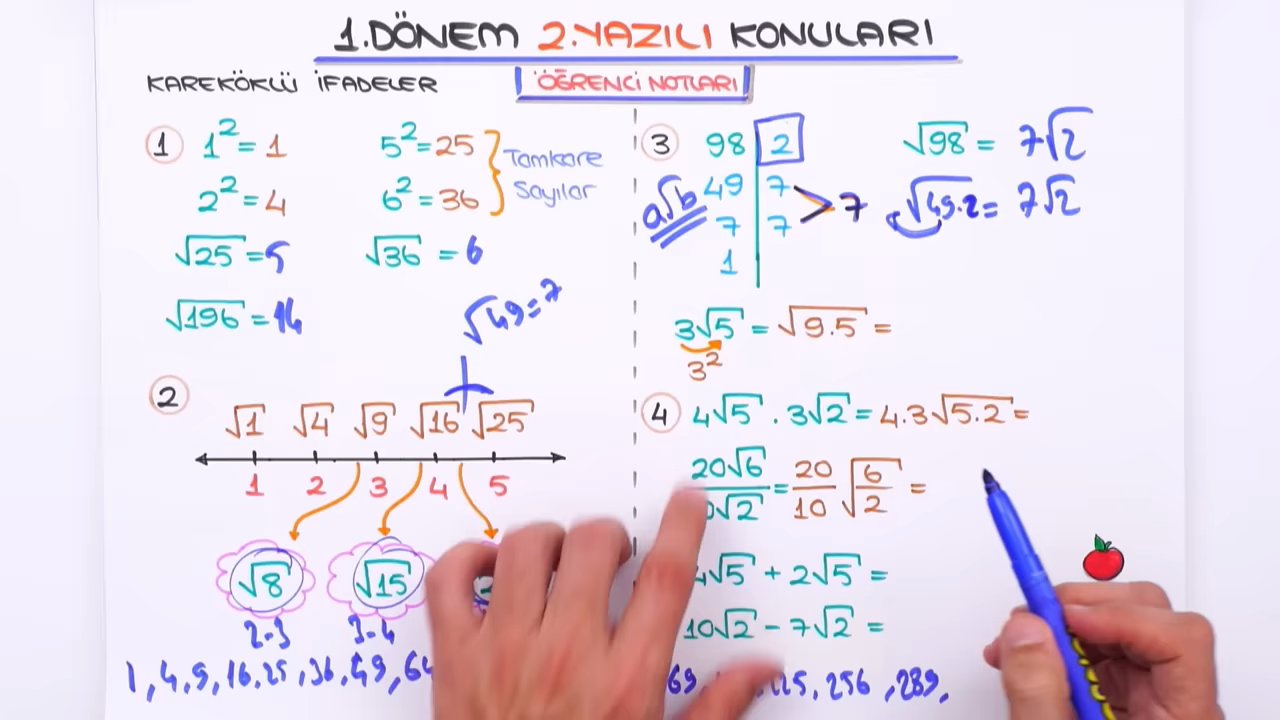 1.DÖNEM 2.YAZILI KONULARI
KAREKÖKLÜ İFADELER
ÖĞRENCİ NOTLARI
1
1² = 1
5² = 25
2² = 4
6² = 36
Tamkare
Sayılar
√25 = 5
√36 = 6
√196 = 14
√49 = 7
2
√1 √4 √9 √16 √25
1 2 3 4 5
√8 √15
2-3 3-4
1, 4, 9, 16, 25, 36, 49, 64
3
98 2
49 7
7 7
1
> 7
a√b
√98 = 7√2
√49.2 = 7√2
3√5 = √9.5 =
3²
4
4√5 . 3√2 = 4.3√5.2 =
20√6 / 0√2 = 20/10 √6/2 =
4√5 + 2√5 =
10√2 - 7√2 =
69, 25, 256, 289,